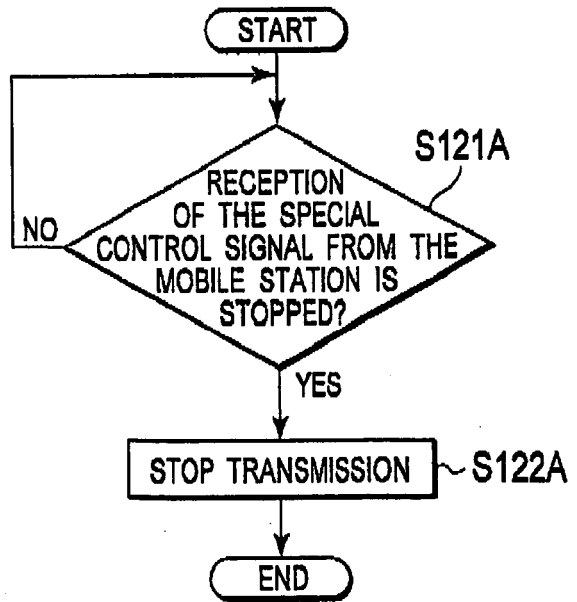 START
S121A
RECEPTION
OF THE SPECIAL
CONTROL SIGNAL FROM THE
MOBILE STATION IS
STOPPED?
NO
YES
STOP TRANSMISSION
S122A
END